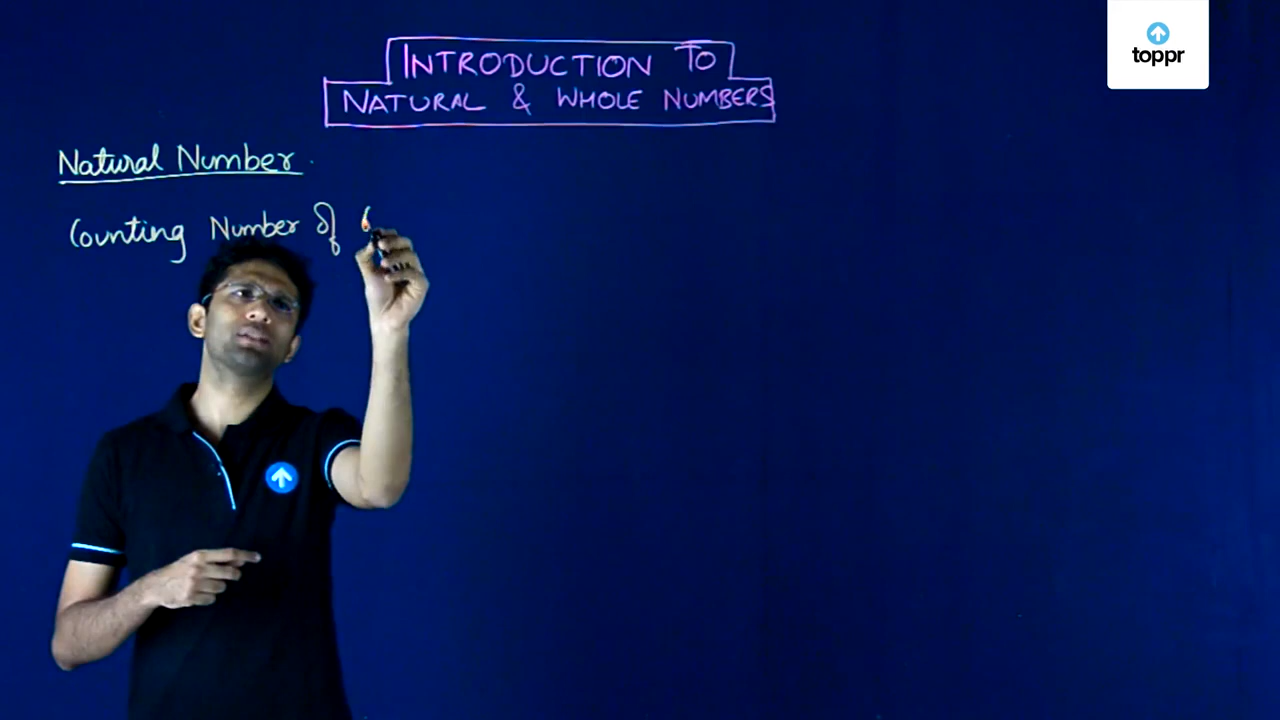 INTRODUCTION TO
NATURAL & WHOLE NUMBERS
toppr
Natural Number
Counting Number of